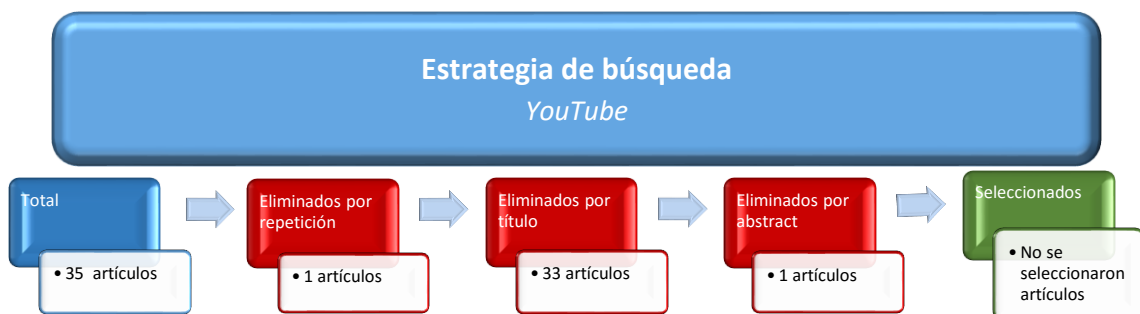 Estrategia de búsqueda
YouTube
Total
• 35 artículos
Eliminados por
repetición
• 1 artículos
Eliminados por
título
• 33 artículos
Eliminados por
abstract
• 1 artículos
Seleccionados
• No se
seleccionaron
artículos